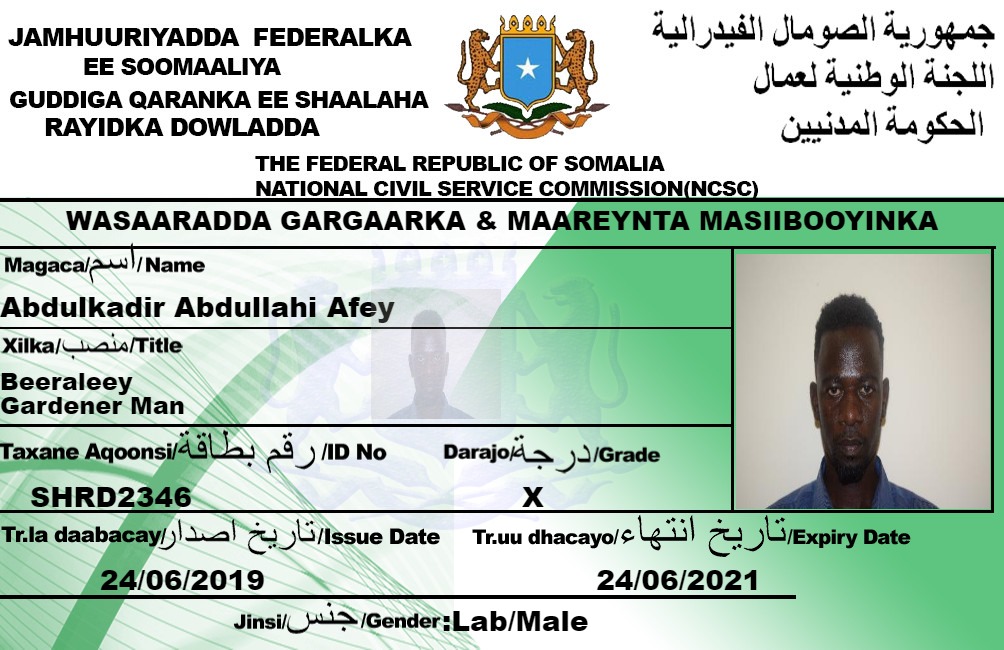 JAMHUURIYADDA FEDERALKA
EE SOOMAALIYA
GUDDIGA QARANKA EE SHAALAHA
RAYIDKA DOWLADDA
جمهورية الصومال الفيدرالية
اللجنة الوطنية لعمال
الحكومة المدنيين
THE FEDERAL REPUBLIC OF SOMALIA
NATIONAL CIVIL SERVICE COMMISSION(NCSC)
WASAARADDA GARGAARKA & MAAREYNTA MASIIBOOYINKA
Magaca/اسم/Name
Abdulkadir Abdullahi Afey
Xilka/منصب/Title
Beeraleey
Gardener Man
Taxane Aqoonsi/رقم بطاقة/ID No
Darajo/درجة/Grade
SHRD2346
X
Tr.la daabacay/تاريخ اصدار/Issue Date
Tr.uu dhacayo/تاريخ انتهاء/Expiry Date
24/06/2019
24/06/2021
Jinsi/جنس/Gender:Lab/Male
NCSC